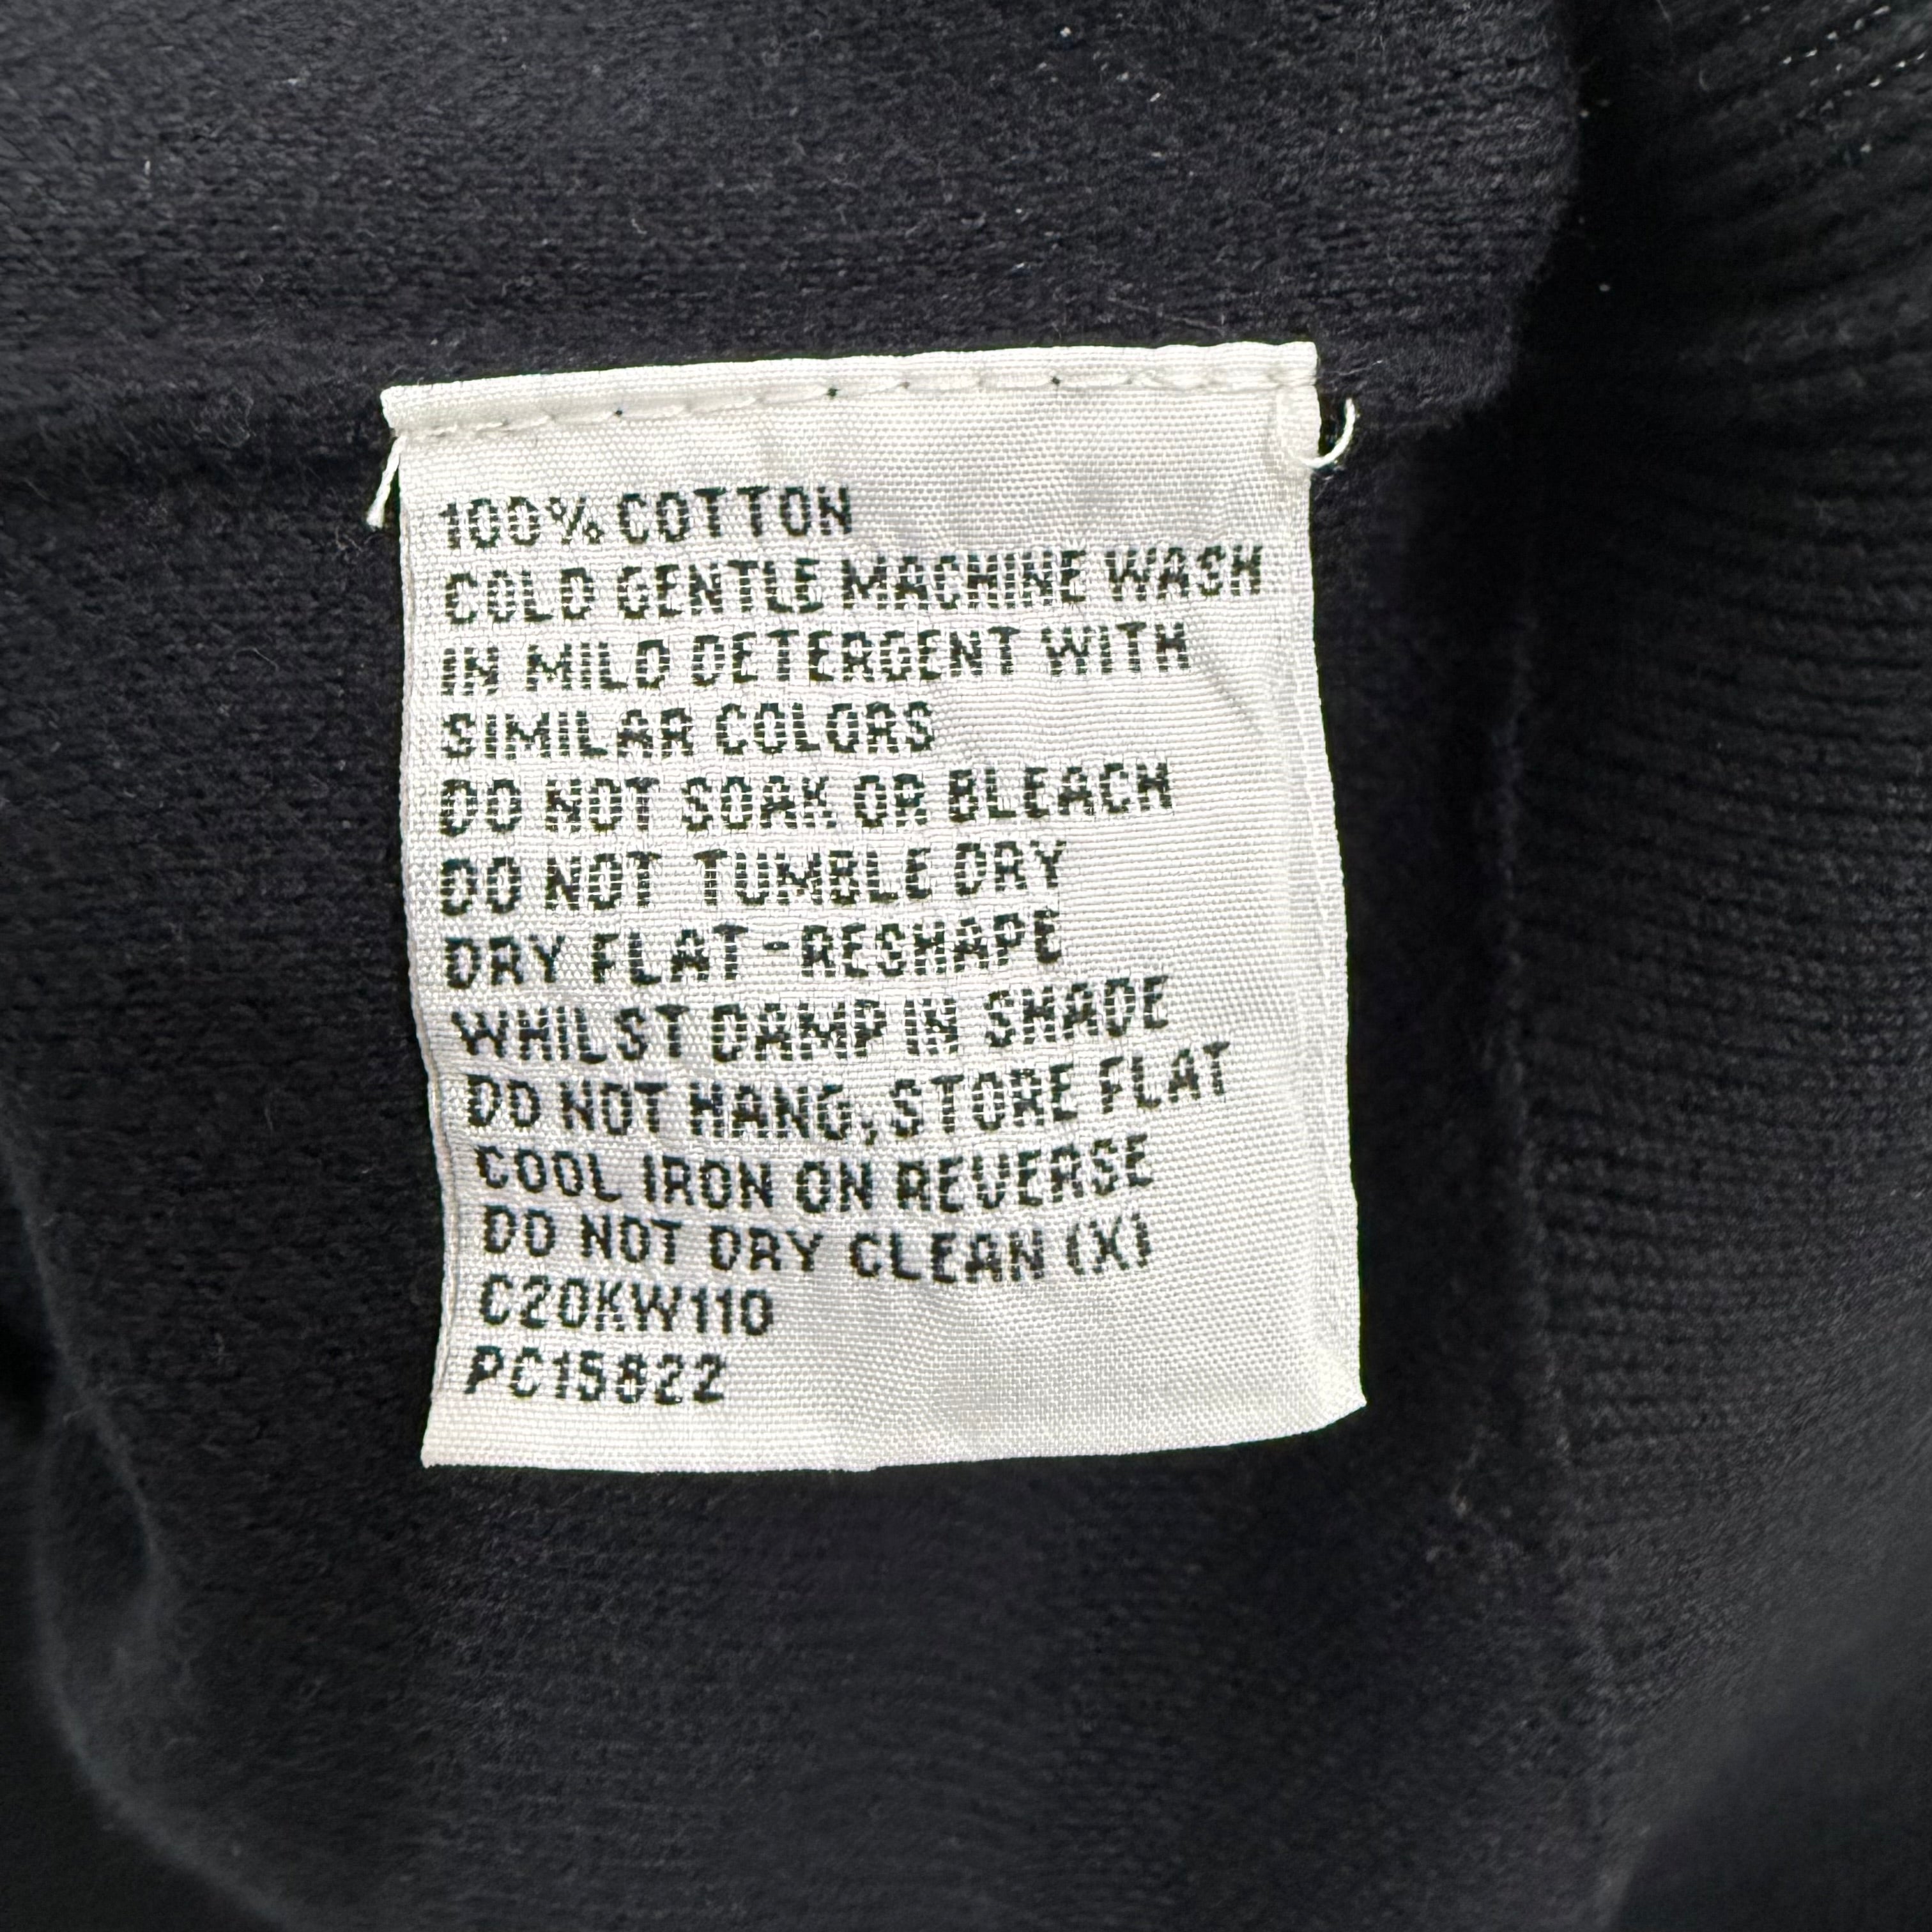 100% COTTON
COLD GENTLE MACHINE WASH
IN MILD DETERGENT WITH
SIMILAR COLORS
DO NOT SOAK OR BLEACH
DO NOT TUMBLE DRY
DRY FLAT-RESHAPE
WHILST DAMP IN SHADE
DO NOT HANG, STORE FLAT
COOL IRON ON REVERSE
DO NOT DRY CLEAN (X)
C20KW110
PC15822